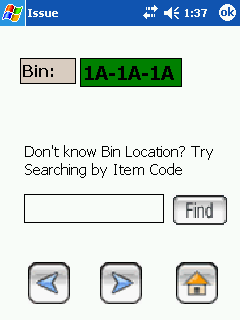 Issue 1:37 ok
Bin: 1A-1A-1A
Don't know Bin Location? Try
Searching by Item Code
Find